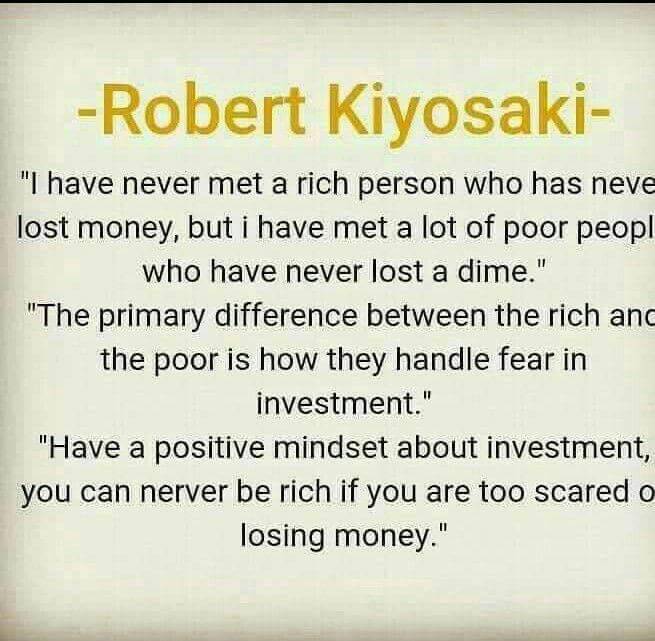 -Robert Kiyosaki-
"I have never met a rich person who has neve
lost money, but i have met a lot of poor peopl
who have never lost a dime."
"The primary difference between the rich and
the poor is how they handle fear in
investment."
"Have a positive mindset about investment,
you can nerver be rich if you are too scared o
losing money."